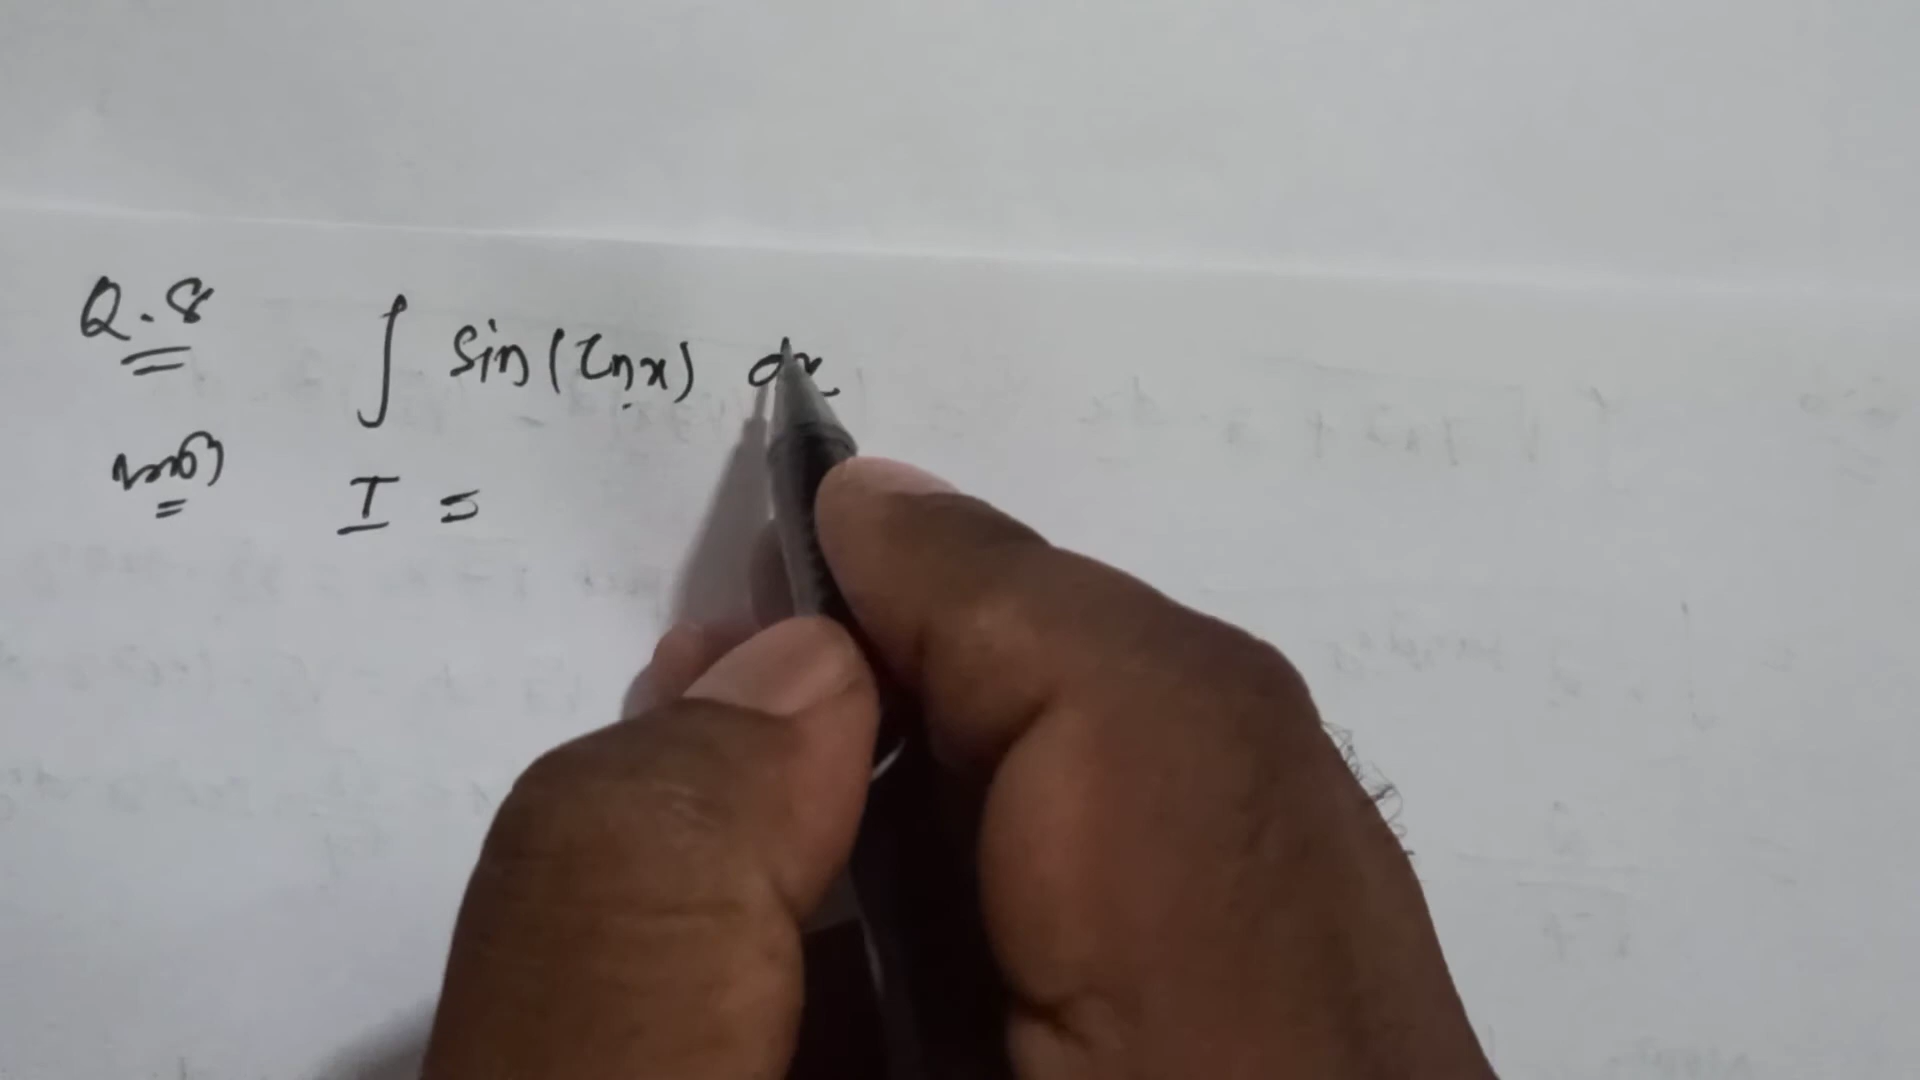 Q.8 ∫ Sin(lnx) dx
I =